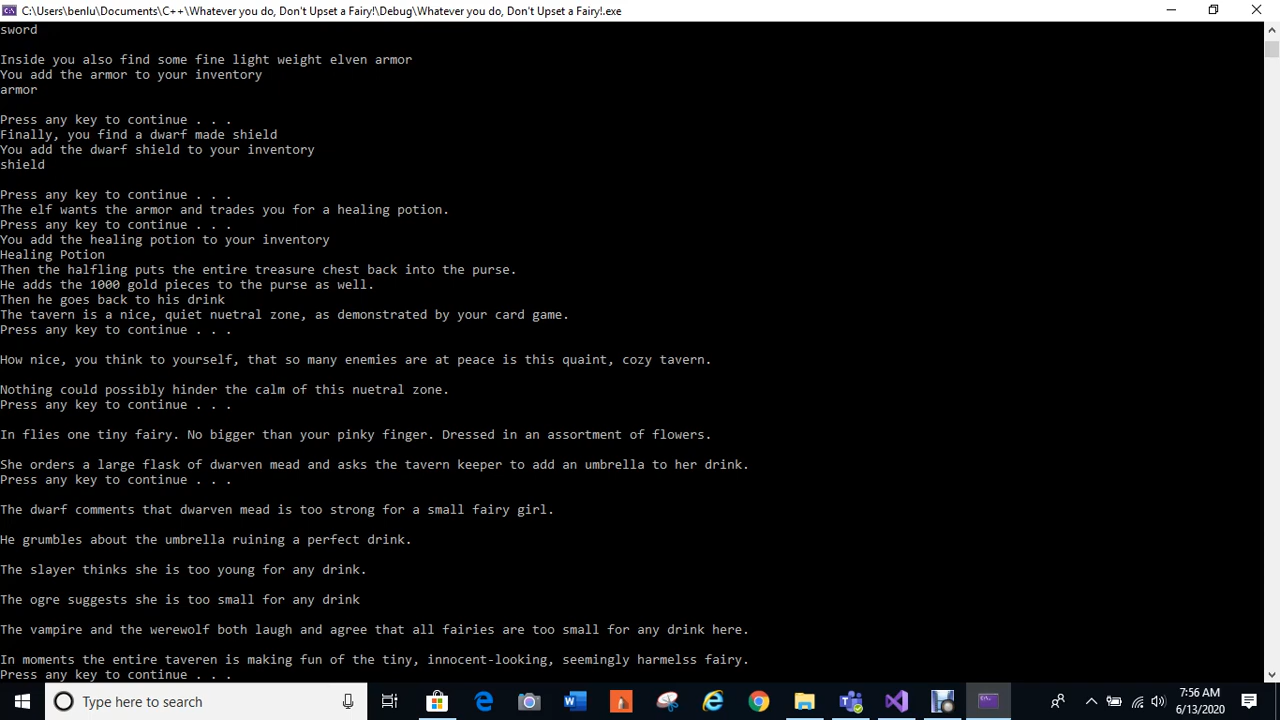 C:\Users\benlu\Documents\C++\Whatever you do, Don't Upset a Fairy!\Debug\Whatever you do, Don't Upset a Fairy!.exe
sword
Inside you also find some fine light weight elven armor
You add the armor to your inventory
armor
Press any key to continue . . .
Finally, you find a dwarf made shield
You add the dwarf shield to your inventory
shield
Press any key to continue . . .
The elf wants the armor and trades you for a healing potion.
Press any key to continue . . .
You add the healing potion to your inventory
Healing Potion
Then the halfling puts the entire treasure chest back into the purse.
He adds the 1000 gold pieces to the purse as well.
Then he goes back to his drink
The tavern is a nice, quiet nuetral zone, as demonstrated by your card game.
Press any key to continue . . .
How nice, you think to yourself, that so many enemies are at peace is this quaint, cozy tavern.
Nothing could possibly hinder the calm of this nuetral zone.
Press any key to continue . . .
In flies one tiny fairy. No bigger than your pinky finger. Dressed in an assortment of flowers.
She orders a large flask of dwarven mead and asks the tavern keeper to add an umbrella to her drink.
Press any key to continue . . .
The dwarf comments that dwarven mead is too strong for a small fairy girl.
He grumbles about the umbrella ruining a perfect drink.
The slayer thinks she is too young for any drink.
The ogre suggests she is too small for any drink
The vampire and the werewolf both laugh and agree that all fairies are too small for any drink here.
In moments the entire taveren is making fun of the tiny, innocent-looking, seemingly harmelss fairy.
Press any key to continue . . .
Type here to search
7:56 AM
6/13/2020